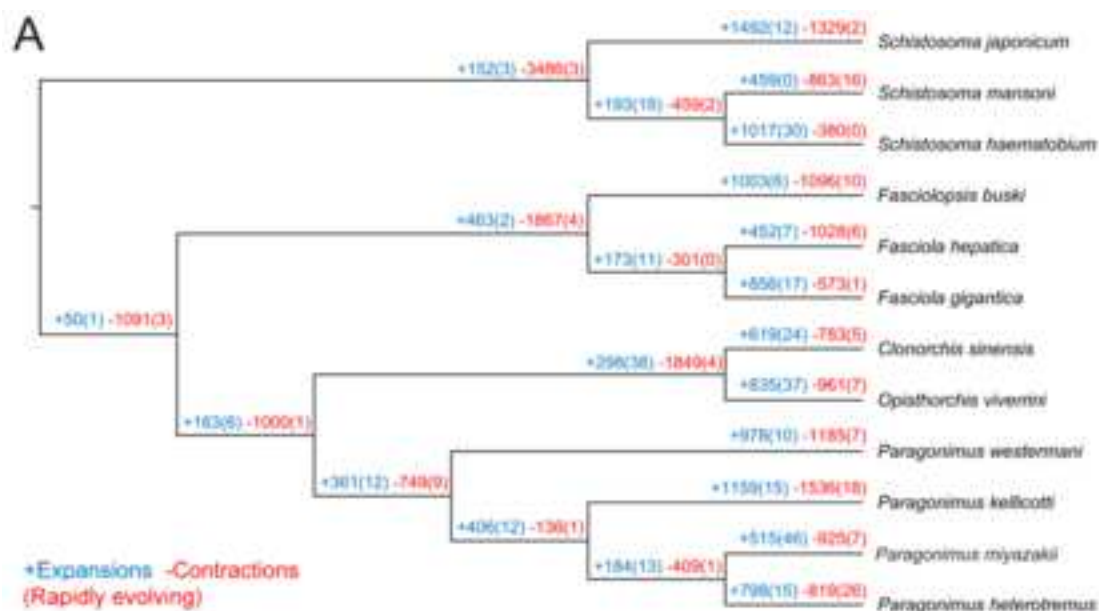 A
+1492(12) -1329(2)
Schistosoma japonicum
+152(3) -3486(3)
+459(0) -863(16)
Schistosoma mansoni
+193(18) -459(2)
+1017(30) -380(0)
Schistosoma haematobium
+1003(6) -1096(10)
Fasciolopsis buski
+463(2) -1867(4)
+452(7) -1028(6)
Fasciola hepatica
+173(11) -301(0)
-573(1)
Fasciola gigantica
+50(1) -1091(3)
+619(24) -753(5)
Clonorchis sinensis
+298(38) -1849(4)
+835(37) -961(7)
Opisthorchis viverrini
+163(6) -1000(1)
+978(10) -1185(7)
Paragonimus westermani
+361(12) -749(9)
+1159(15) -1536(18)
Paragonimus kellicotti
+406(12) -136(1)
+515(46) -925(7)
Paragonimus miyazakii
+184(13) -409(1)
+798(15) -819(26)
Paragonimus heterotremus
+Expansions -Contractions
(Rapidly evolving)